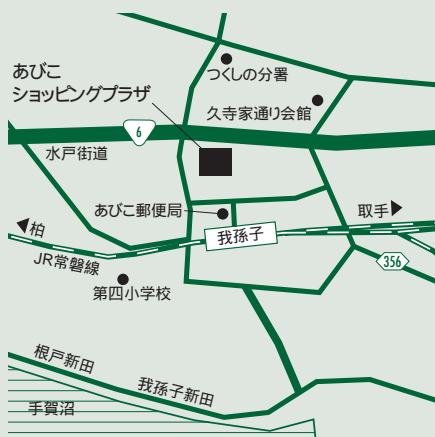 つくしの分署
あびこ
ショッピングプラザ
久寺家通り会館
6
水戸街道
あびこ郵便局
取手
柏
我孫子
JR常磐線
356
第四小学校
根戸新田
我孫子新田
手賀沼